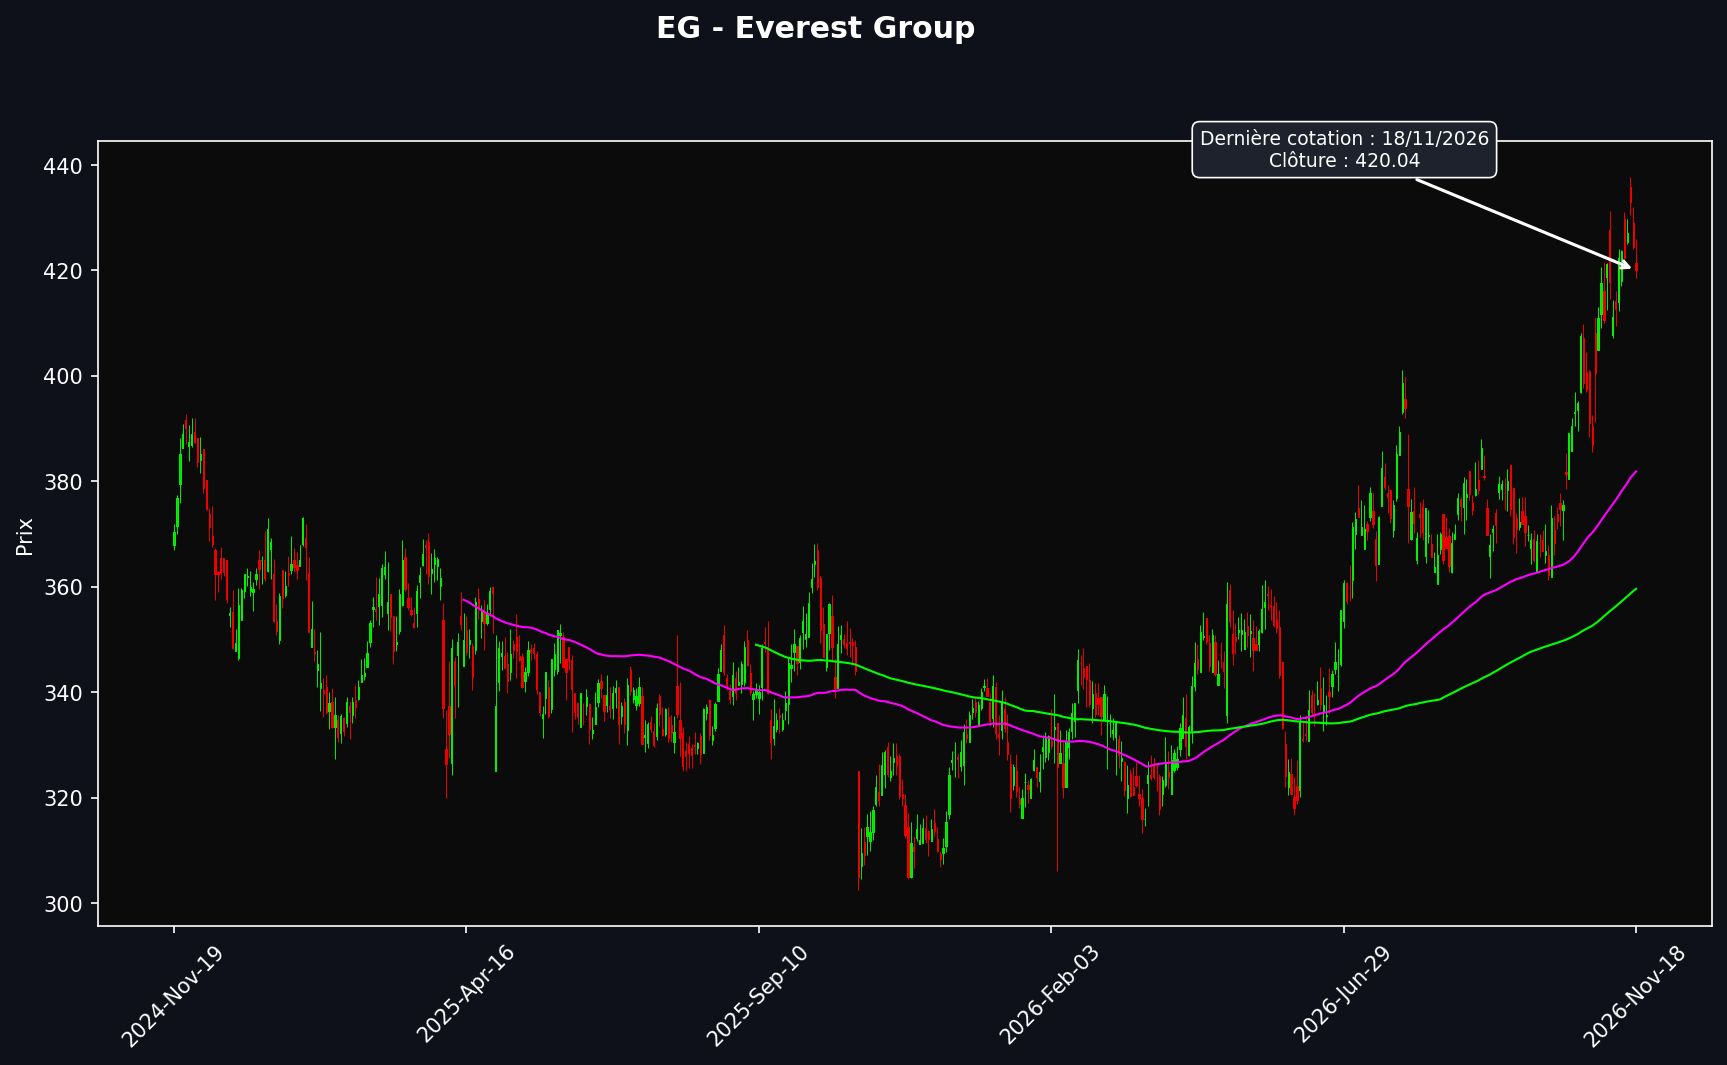 EG - Everest Group
Dernière cotation : 18/11/2026
Clôture : 420.04
Prix
440
420
400
380
360
340
320
300
2024-Nov-19
2025-Apr-16
2025-Sep-10
2026-Feb-03
2026-Jun-29
2026-Nov-18